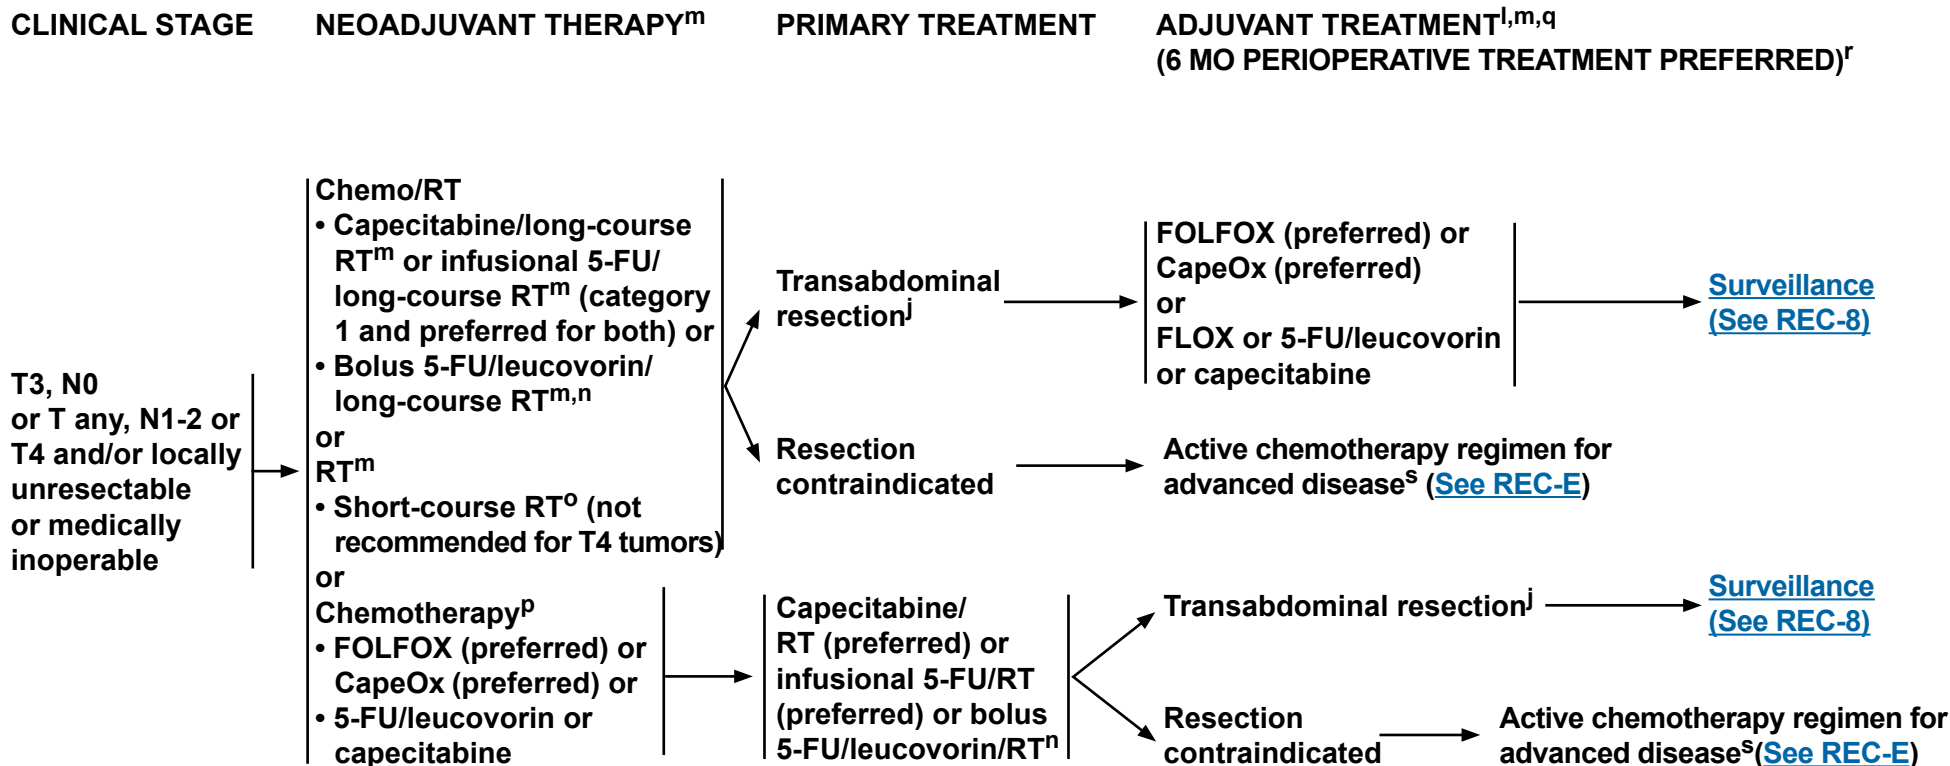 CLINICAL STAGE
NEOADJUVANT THERAPYᵐ
PRIMARY TREATMENT
ADJUVANT TREATMENTˡ,ᵐ,q
(6 MO PERIOPERATIVE TREATMENT PREFERRED)ʳ
T3, N0
or T any, N1-2 or
T4 and/or locally
unresectable
or medically
inoperable
Chemo/RT
• Capecitabine/long-course
RTᵐ or infusional 5-FU/
long-course RTᵐ (category
1 and preferred for both) or
• Bolus 5-FU/leucovorin/
long-course RTᵐ,ⁿ
or
RTᵐ
• Short-course RTᵒ (not
recommended for T4 tumors)
or
Chemotherapyᵖ
• FOLFOX (preferred) or
CapeOx (preferred) or
• 5-FU/leucovorin or
capecitabine
Transabdominal
resectionʲ
FOLFOX (preferred) or
CapeOx (preferred)
or
FLOX or 5-FU/leucovorin
or capecitabine
Surveillance
(See REC-8)
Resection
contraindicated
Active chemotherapy regimen for
advanced diseaseˢ (See REC-E)
Capecitabine/
RT (preferred) or
infusional 5-FU/RT
(preferred) or bolus
5-FU/leucovorin/RTⁿ
Transabdominal resectionʲ
Surveillance
(See REC-8)
Resection
contraindicated
Active chemotherapy regimen for
advanced diseaseˢ(See REC-E)